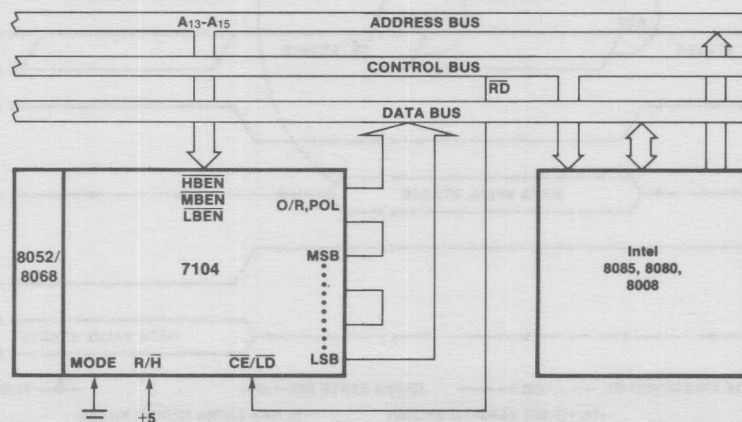 A13-A15
ADDRESS BUS
CONTROL BUS
RD
DATA BUS
HBEN
MBEN
LBEN
O/R,POL
8052/
8068
7104
MSB
Intel
8085, 8080,
8008
LSB
MODE
R/H
CE/LD
+5